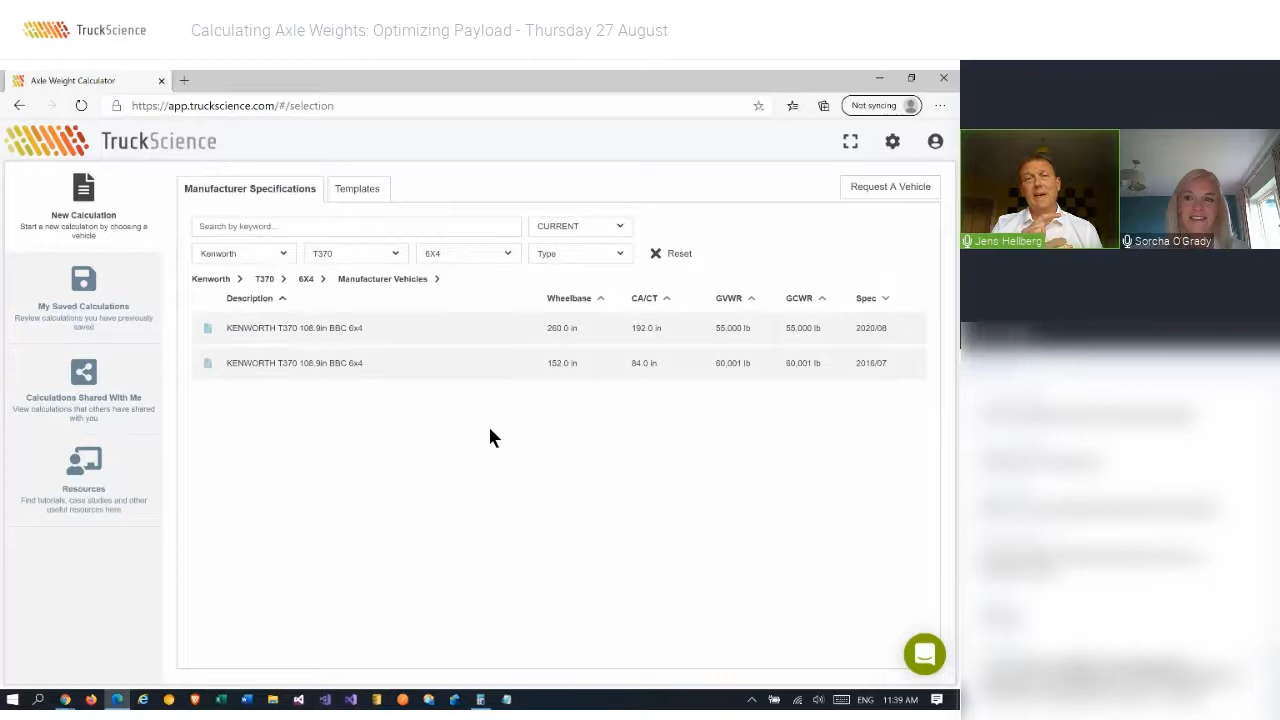 TruckScience
Calculating Axle Weights: Optimizing Payload - Thursday 27 August
Axle Weight Calculator
https://app.truckscience.com/#/selection
Not syncing
TruckScience
New Calculation
Start a new calculation by choosing a
vehicle
My Saved Calculations
Review calculations you have previously
saved
Calculations Shared With Me
View calculations that others have shared
with you
Resources
Find tutorials, case studies and other
useful resources here
Manufacturer Specifications
Templates
Request A Vehicle
Search by keyword...
CURRENT
Kenworth
T370
6X4
Type
Reset
Kenworth > T370 > 6X4 > Manufacturer Vehicles >
Description Wheelbase CA/CT GVWR GCWR Spec
KENWORTH T370 108.9in BBC 6x4 260.0 in 192.0 in 55,000 lb 55,000 lb 2020/08
KENWORTH T370 108.9in BBC 6x4 152.0 in 84.0 in 60,001 lb 60,001 lb 2016/07
Jens Hellberg
Sorcha O'Grady
ENG
11:39 AM